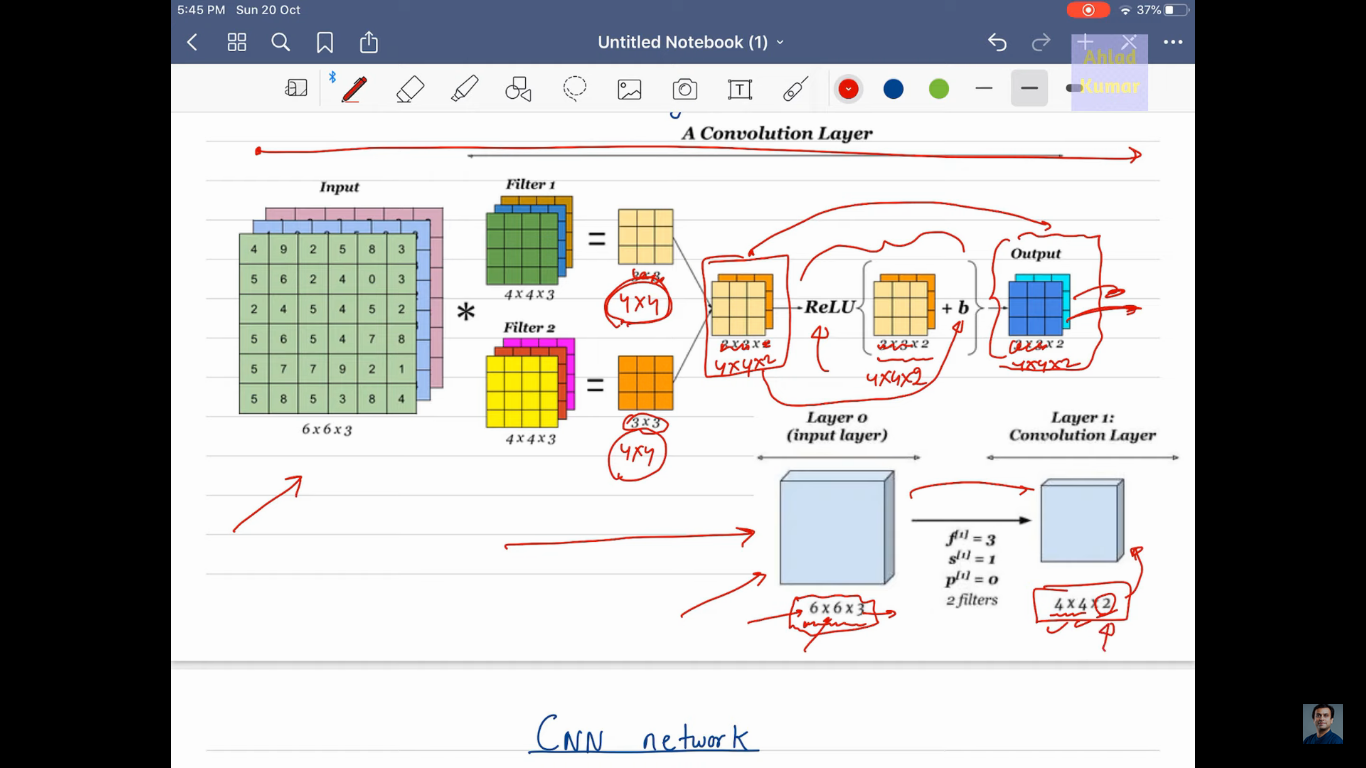 5:45 PM Sun 20 Oct
37%
Untitled Notebook (1)
Ahlad
Kumar
T
A Convolution Layer
Input
Filter 1
Filter 2
4 9 2 5 8 3
5 6 2 4 0 3
2 4 5 4 5 2
5 6 5 4 7 8
5 7 7 9 2 1
5 8 5 3 8 4
6 x 6 x 3
*
4 x 4 x 3
=
4x4
4 x 4 x 3
=
3 x 3
4x4
4x4x2
ReLU { + b }
4x4x2
Output
4x4x2
Layer 0
(input layer)
Layer 1:
Convolution Layer
f[1] = 3
s[1] = 1
p[1] = 0
2 filters
6 x 6 x 3
4 x 4 x 2
CNN network